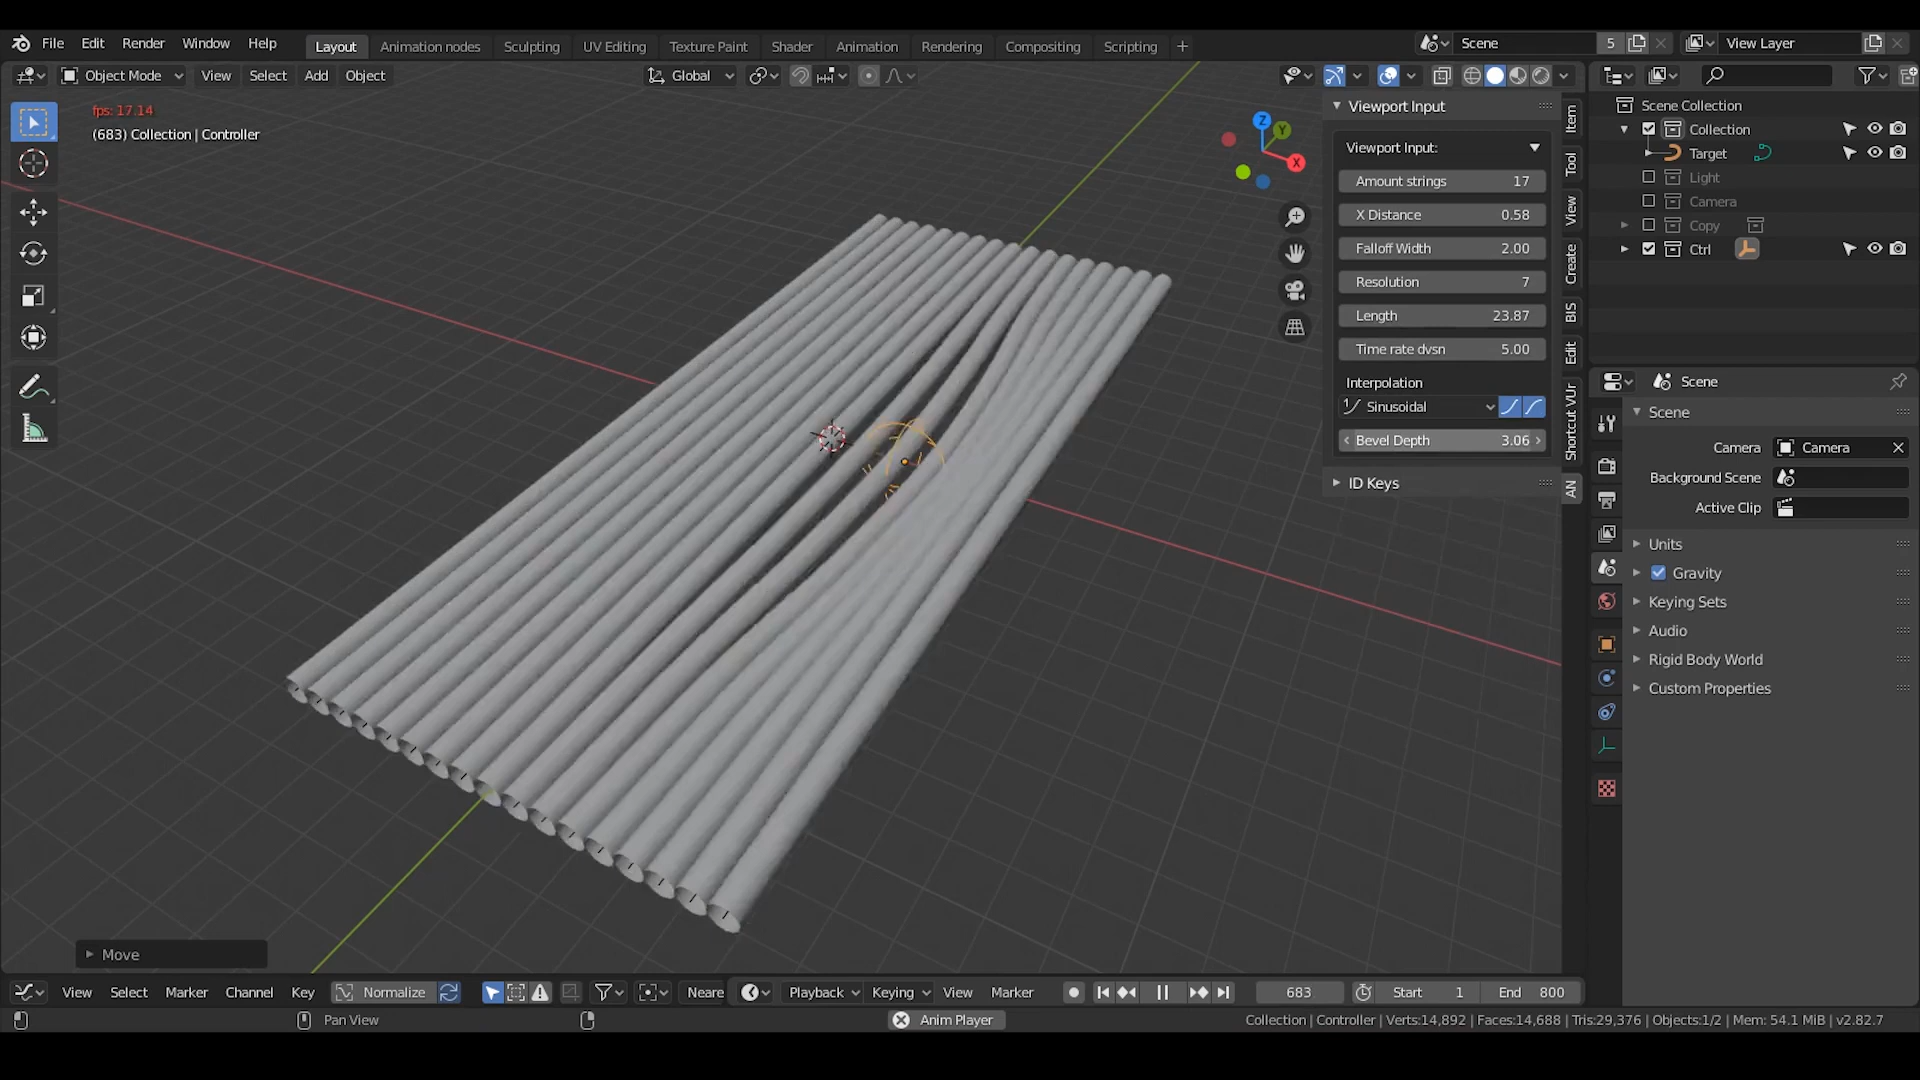 File Edit Render Window Help Layout Animation nodes Sculpting UV Editing Texture Paint Shader Animation Rendering Compositing Scripting + Scene 5 View Layer
Object Mode View Select Add Object Global
fps: 17.14
(683) Collection | Controller
Z
Y
X
Viewport Input
Viewport Input:
Amount strings 17
X Distance 0.58
Falloff Width 2.00
Resolution 7
Length 23.87
Time rate dvsn 5.00
Interpolation
Sinusoidal
Bevel Depth 3.06
ID Keys
Item
Tool
View
Create
BIS
Edit
Shortcut VUr
AN
Scene Collection
Collection
Target
Light
Camera
Copy
Ctrl
Scene
Scene
Camera Camera
Background Scene
Active Clip
Units
Gravity
Keying Sets
Audio
Rigid Body World
Custom Properties
Move
View Select Marker Channel Key Normalize Neare Playback Keying View Marker 683 Start 1 End 800
Pan View Anim Player Collection | Controller | Verts:14,892 | Faces:14,688 | Tris:29,376 | Objects:1/2 | Mem: 54.1 MiB | v2.82.7